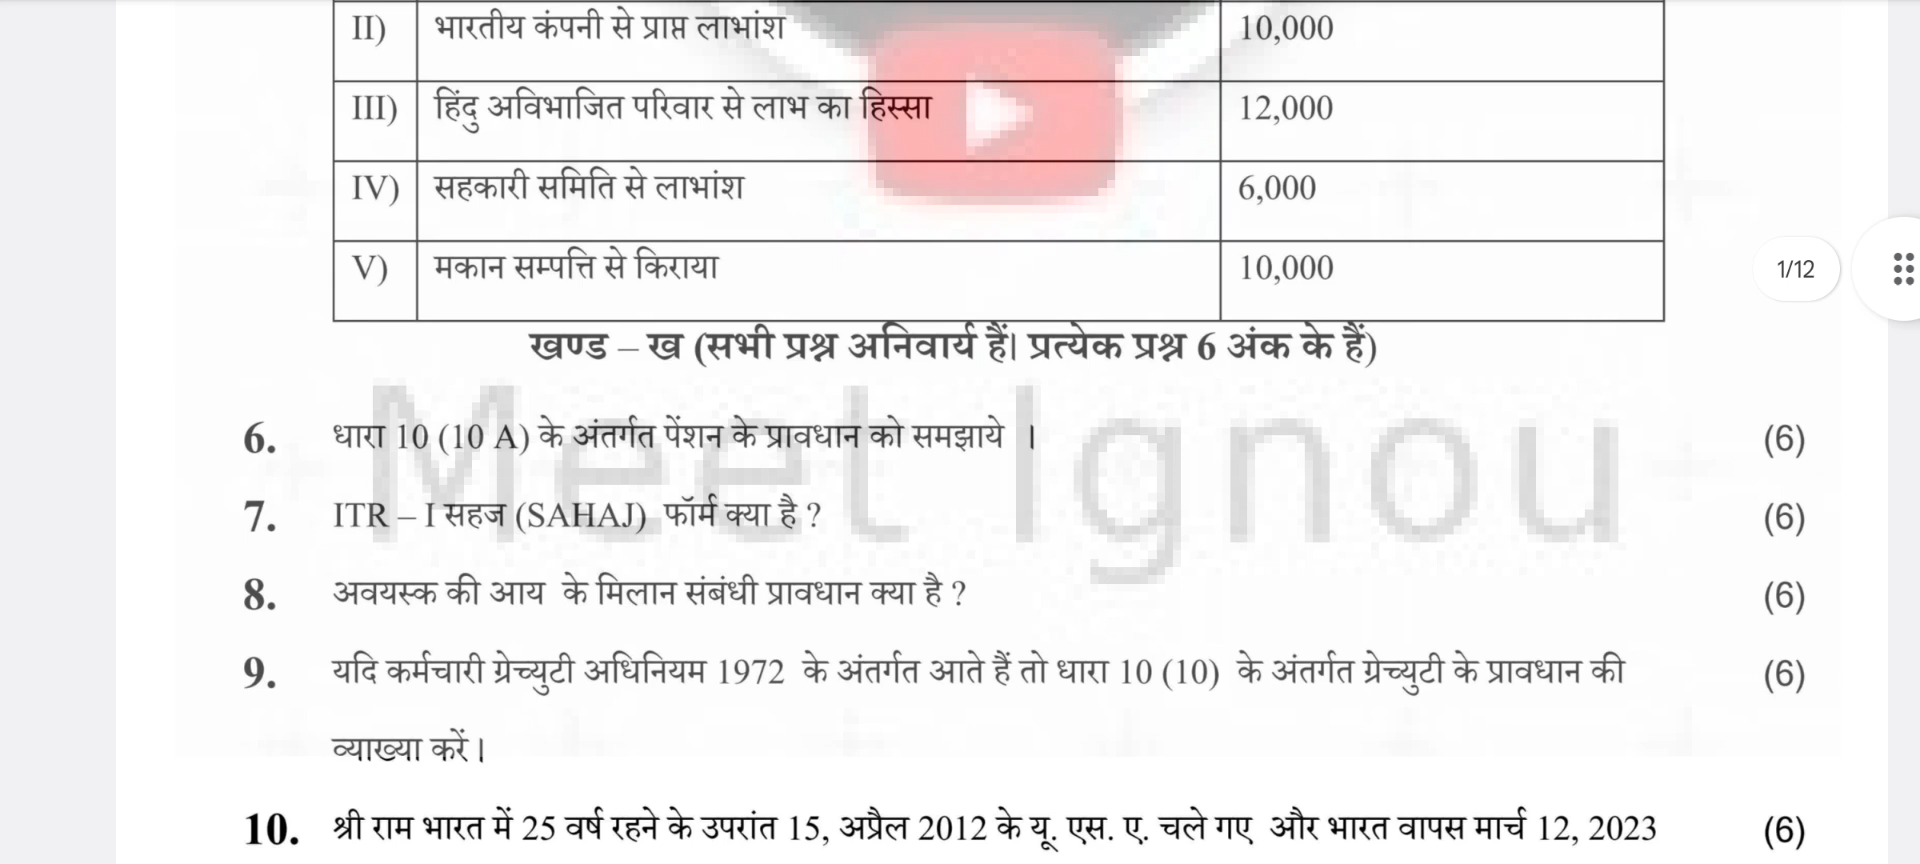 II) भारतीय कंपनी से प्राप्त लाभांश 10,000
III) हिंदु अविभाजित परिवार से लाभ का हिस्सा 12,000
IV) सहकारी समिति से लाभांश 6,000
V) मकान सम्पत्ति से किराया 10,000
1/12
खण्ड – ख (सभी प्रश्न अनिवार्य हैं। प्रत्येक प्रश्न 6 अंक के हैं)
Meet Ignou
6. धारा 10 (10 A) के अंतर्गत पेंशन के प्रावधान को समझाये । (6)
7. ITR – I सहज (SAHAJ) फॉर्म क्या है ? (6)
8. अवयस्क की आय के मिलान संबंधी प्रावधान क्या है ? (6)
9. यदि कर्मचारी ग्रेच्युटी अधिनियम 1972 के अंतर्गत आते हैं तो धारा 10 (10) के अंतर्गत ग्रेच्युटी के प्रावधान की (6)
व्याख्या करें।
10. श्री राम भारत में 25 वर्ष रहने के उपरांत 15, अप्रैल 2012 के यू. एस. ए. चले गए और भारत वापस मार्च 12, 2023 (6)